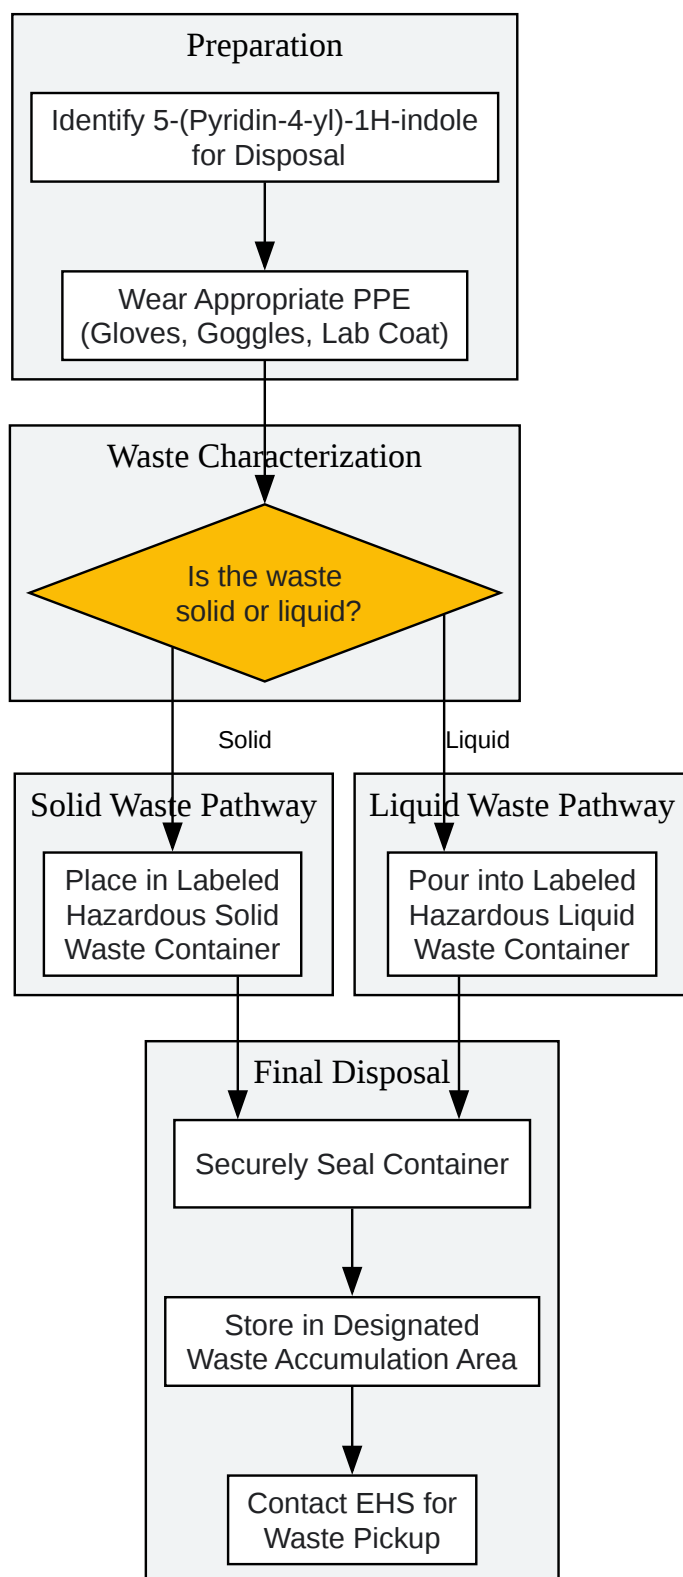 Preparation
Identify 5-(Pyridin-4-yl)-1H-indole
for Disposal
Wear Appropriate PPE
(Gloves, Goggles, Lab Coat)
Waste Characterization
Is the waste
solid or liquid?
Solid
Liquid
Solid Waste Pathway
Place in Labeled
Hazardous Solid
Waste Container
Liquid Waste Pathway
Pour into Labeled
Hazardous Liquid
Waste Container
Final Disposal
Securely Seal Container
Store in Designated
Waste Accumulation Area
Contact EHS for
Waste Pickup